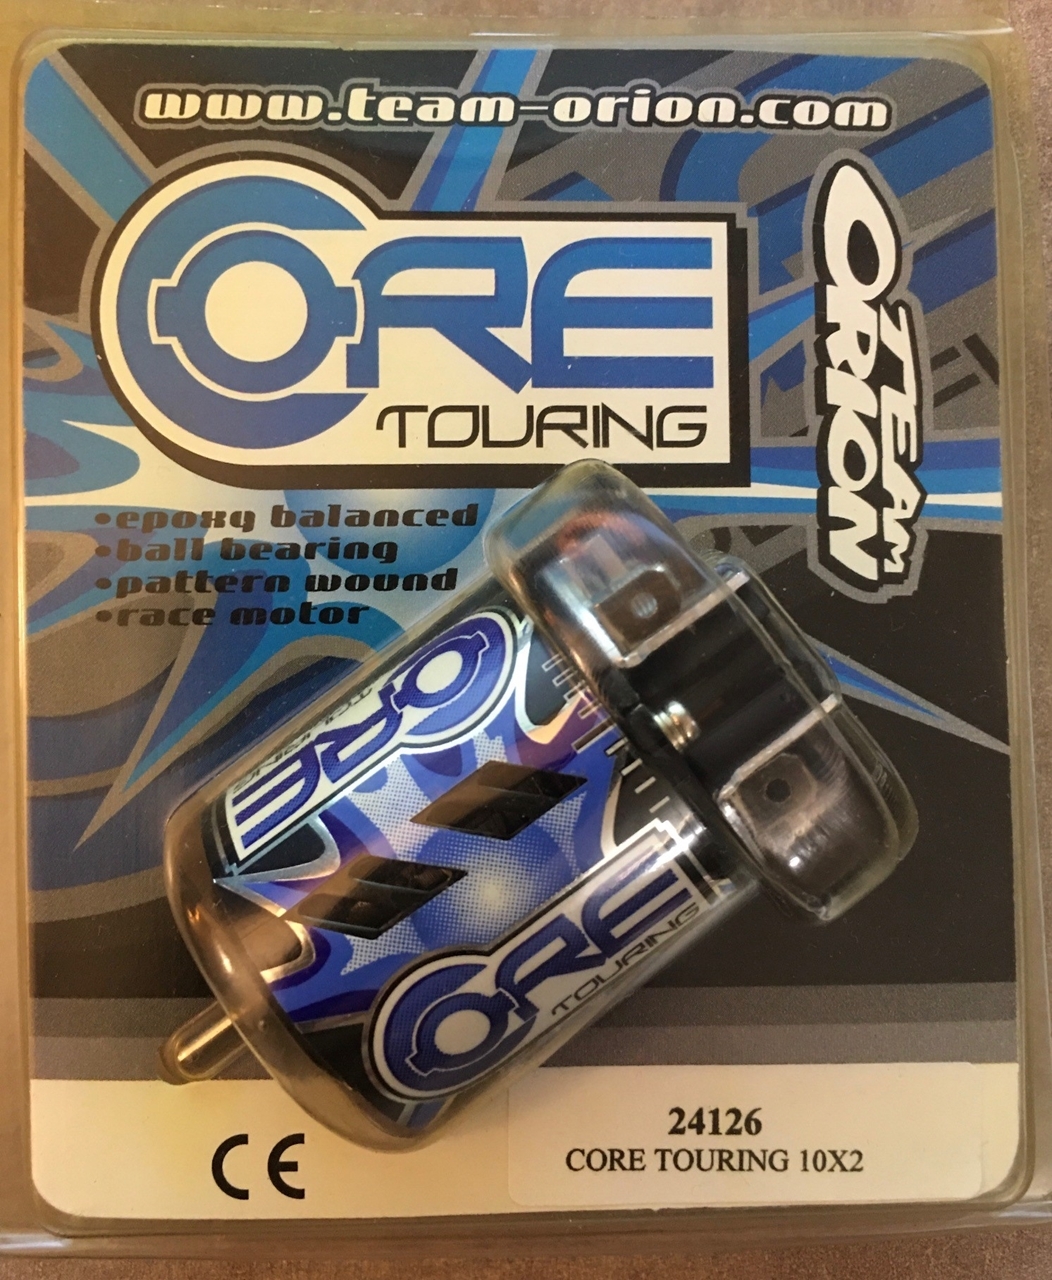 www.team-orion.com
CORE
TOURING
TEAM
ORION
•epoxy balanced
•ball bearing
•pattern wound
•race motor
CORE
CORE
TOURING
CE
24126
CORE TOURING 10X2